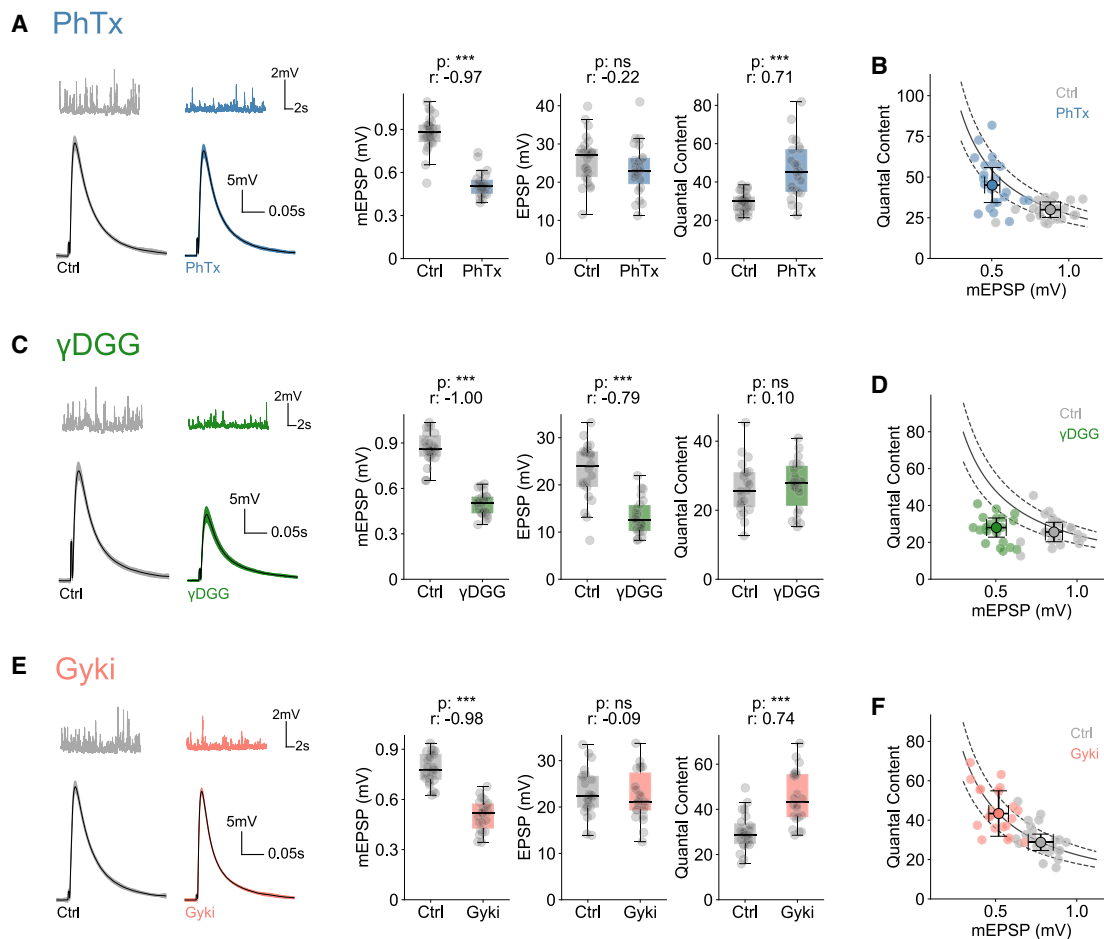 A PhTx
2mV
2s
5mV
0.05s
Ctrl
PhTx
p: ***
r: -0.97
mEPSP (mV)
0.9
0.6
0.3
0
Ctrl PhTx
p: ns
r: -0.22
EPSP (mV)
40
30
20
10
0
Ctrl PhTx
p: ***
r: 0.71
Quantal Content
80
60
40
20
0
Ctrl PhTx
B
Ctrl
PhTx
Quantal Content
100
75
50
25
0.5 1.0
mEPSP (mV)
C γDGG
2mV
2s
5mV
0.05s
Ctrl
γDGG
p: ***
r: -1.00
mEPSP (mV)
0.9
0.6
0.3
0
Ctrl γDGG
p: ***
r: -0.79
EPSP (mV)
30
20
10
0
Ctrl γDGG
p: ns
r: 0.10
Quantal Content
40
20
0
Ctrl γDGG
D
Ctrl
γDGG
Quantal Content
80
60
40
20
0
0.5 1.0
mEPSP (mV)
E Gyki
2mV
2s
5mV
0.05s
Ctrl
Gyki
p: ***
r: -0.98
mEPSP (mV)
0.9
0.6
0.3
0
Ctrl Gyki
p: ns
r: -0.09
EPSP (mV)
30
20
10
0
Ctrl Gyki
p: ***
r: 0.74
Quantal Content
60
40
20
0
Ctrl Gyki
F
Ctrl
Gyki
Quantal Content
80
60
40
20
0
0.5 1.0
mEPSP (mV)